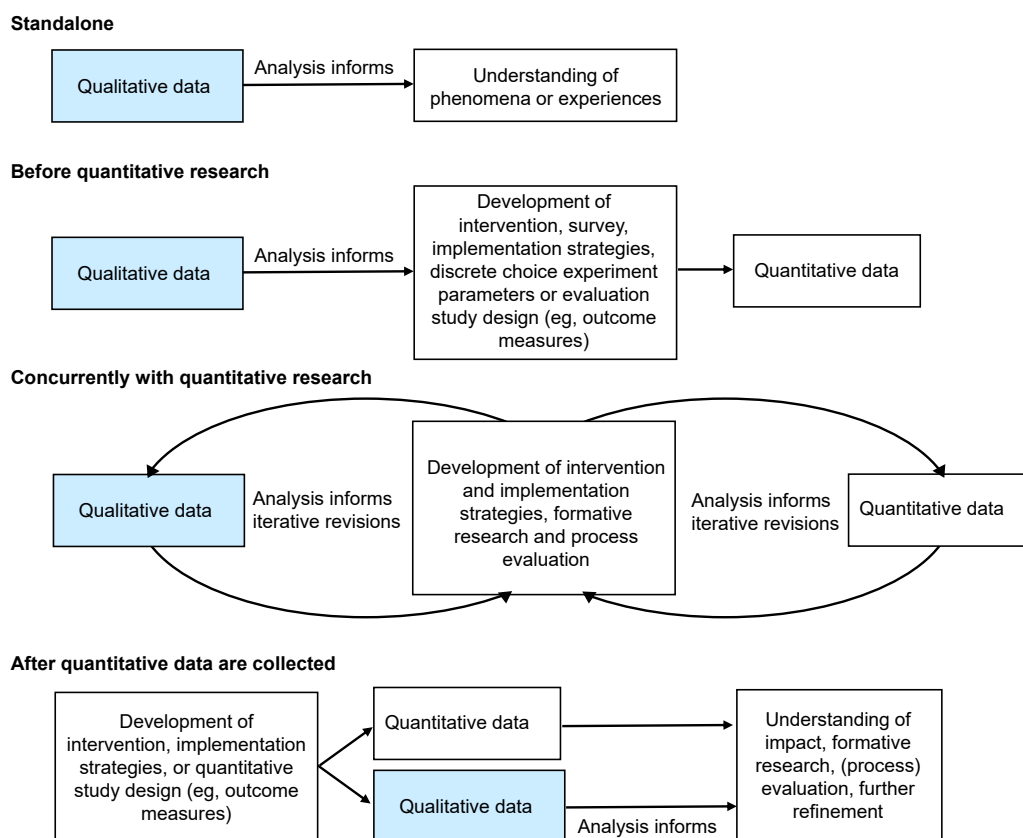 Standalone
Qualitative data
Analysis informs
Understanding of
phenomena or experiences
Before quantitative research
Qualitative data
Analysis informs
Development of
intervention, survey,
implementation strategies,
discrete choice experiment
parameters or evaluation
study design (eg, outcome
measures)
Quantitative data
Concurrently with quantitative research
Qualitative data
Analysis informs
iterative revisions
Development of intervention
and implementation
strategies, formative
research and process
evaluation
Analysis informs
iterative revisions
Quantitative data
After quantitative data are collected
Development of
intervention, implementation
strategies, or quantitative
study design (eg, outcome
measures)
Quantitative data
Qualitative data
Analysis informs
Understanding of
impact, formative
research, (process)
evaluation, further
refinement